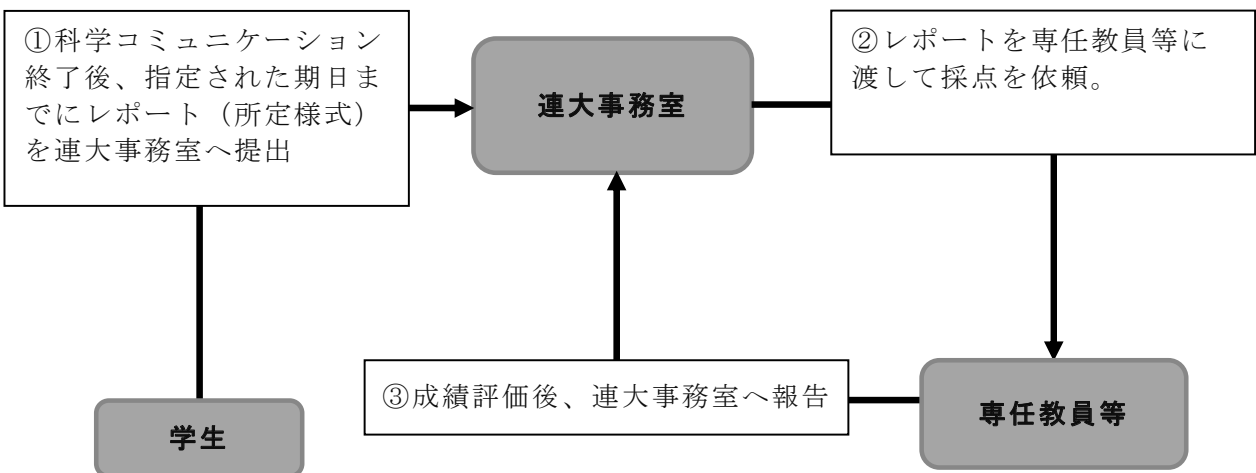 ①科学コミュニケーション
終了後、指定された期日ま
でにレポート（所定様式）
を連大事務室へ提出
連大事務室
②レポートを専任教員等に
渡して採点を依頼。
③成績評価後、連大事務室へ報告
専任教員等
学生